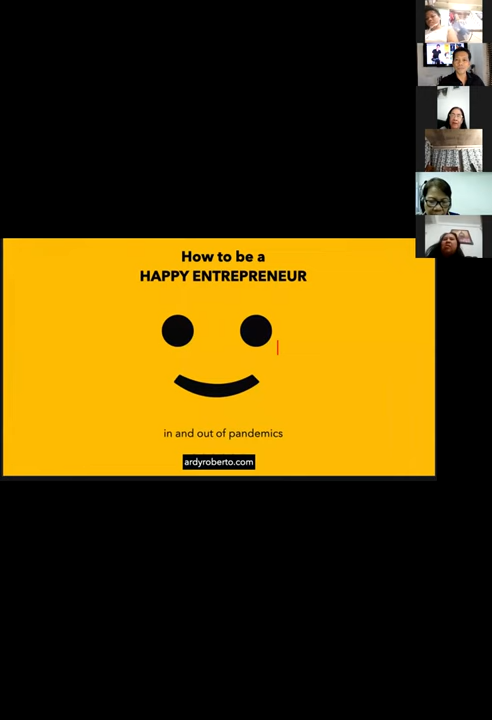 How to be a
HAPPY ENTREPRENEUR
in and out of pandemics
ardyroberto.com